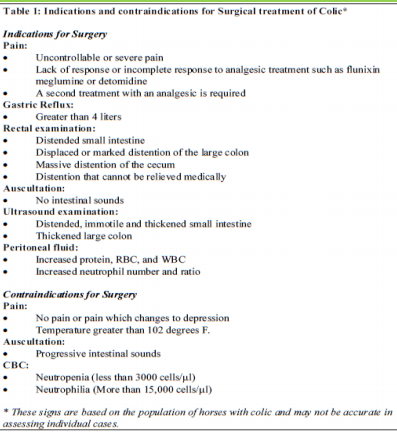 Table 1: Indications and contraindications for Surgical treatment of Colic*
Indications for Surgery
Pain:
• Uncontrollable or severe pain
• Lack of response or incomplete response to analgesic treatment such as flunixin
meglumine or detomidine
• A second treatment with an analgesic is required
Gastric Reflux:
• Greater than 4 liters
Rectal examination:
• Distended small intestine
• Displaced or marked distention of the large colon
• Massive distention of the cecum
• Distention that cannot be relieved medically
Auscultation:
• No intestinal sounds
Ultrasound examination:
• Distended, immotile and thickened small intestine
• Thickened large colon
Peritoneal fluid:
• Increased protein, RBC, and WBC
• Increased neutrophil number and ratio
Contraindications for Surgery
Pain:
• No pain or pain which changes to depression
• Temperature greater than 102 degrees F.
Auscultation:
• Progressive intestinal sounds
CBC:
• Neutropenia (less than 3000 cells/µl)
• Neutrophilia (More than 15,000 cells/µl)
* These signs are based on the population of horses with colic and may not be accurate in
assessing individual cases.